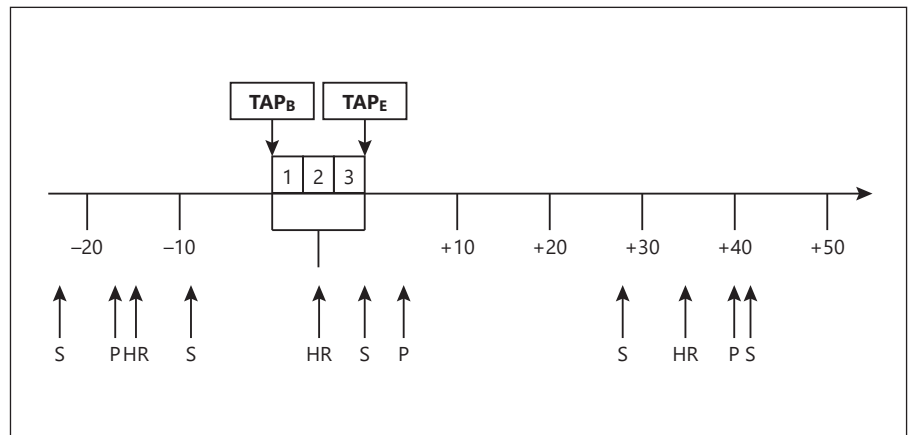 TAPB TAPE
1 2 3
–20 –10 +10 +20 +30 +40 +50
S P HR S HR S P S HR P S